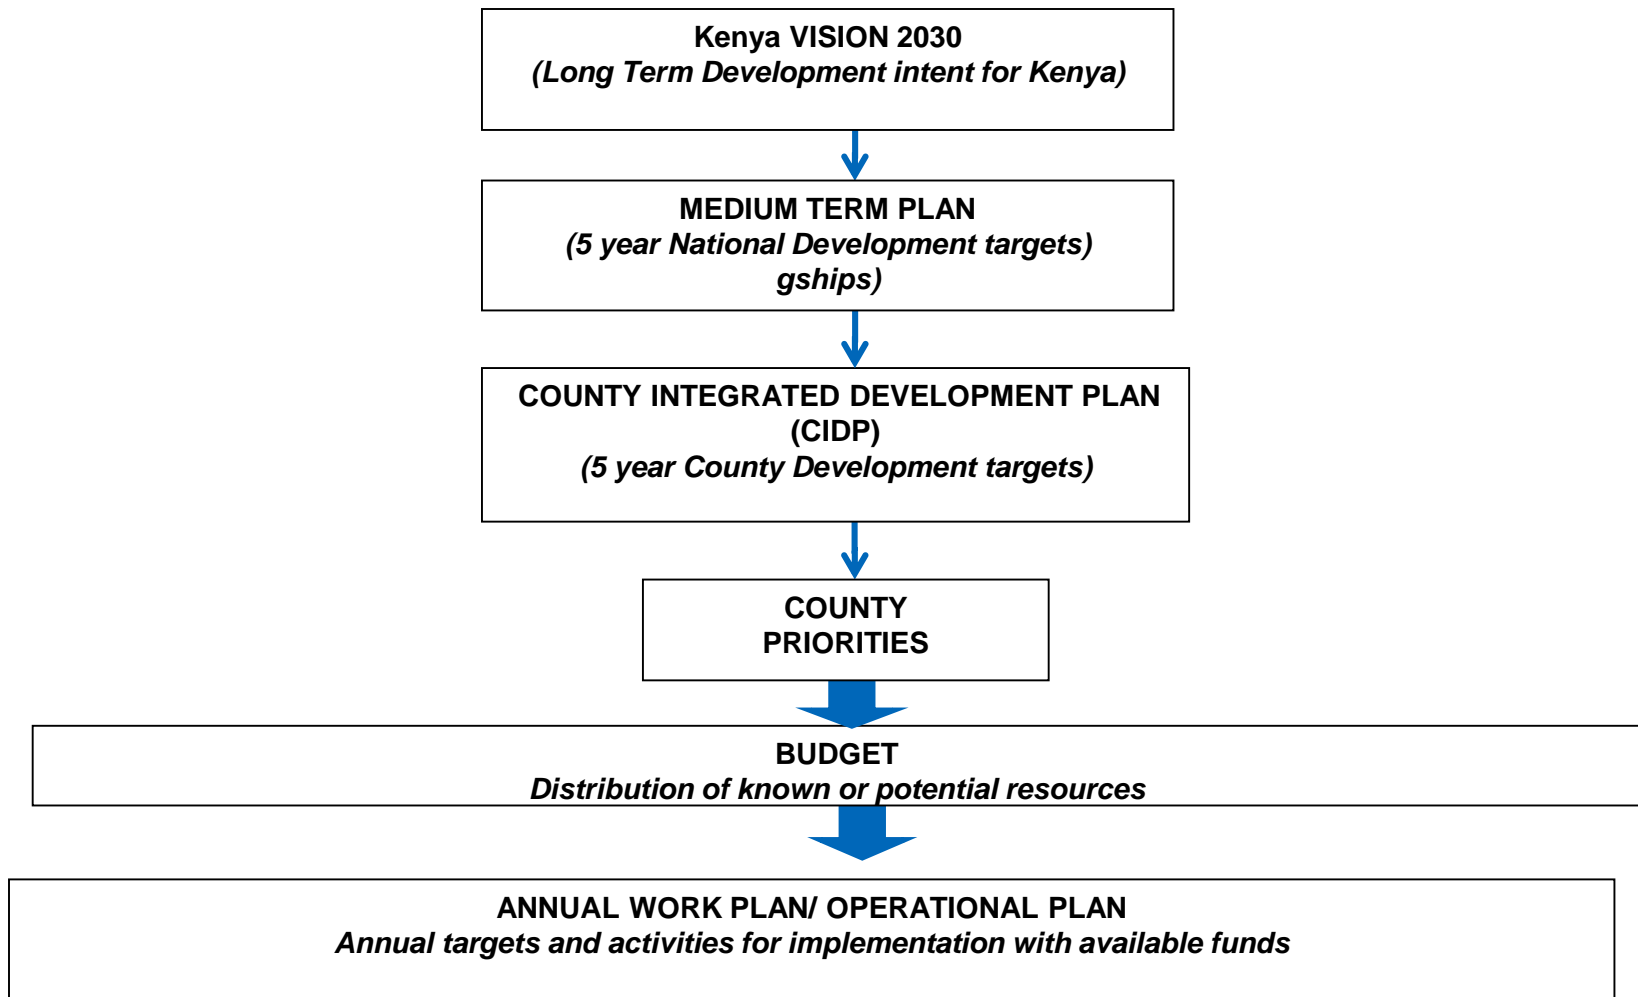 Kenya VISION 2030
(Long Term Development intent for Kenya)
MEDIUM TERM PLAN
(5 year National Development targets)
gships)
COUNTY INTEGRATED DEVELOPMENT PLAN
(CIDP)
(5 year County Development targets)
COUNTY
PRIORITIES
BUDGET
Distribution of known or potential resources
ANNUAL WORK PLAN/ OPERATIONAL PLAN
Annual targets and activities for implementation with available funds